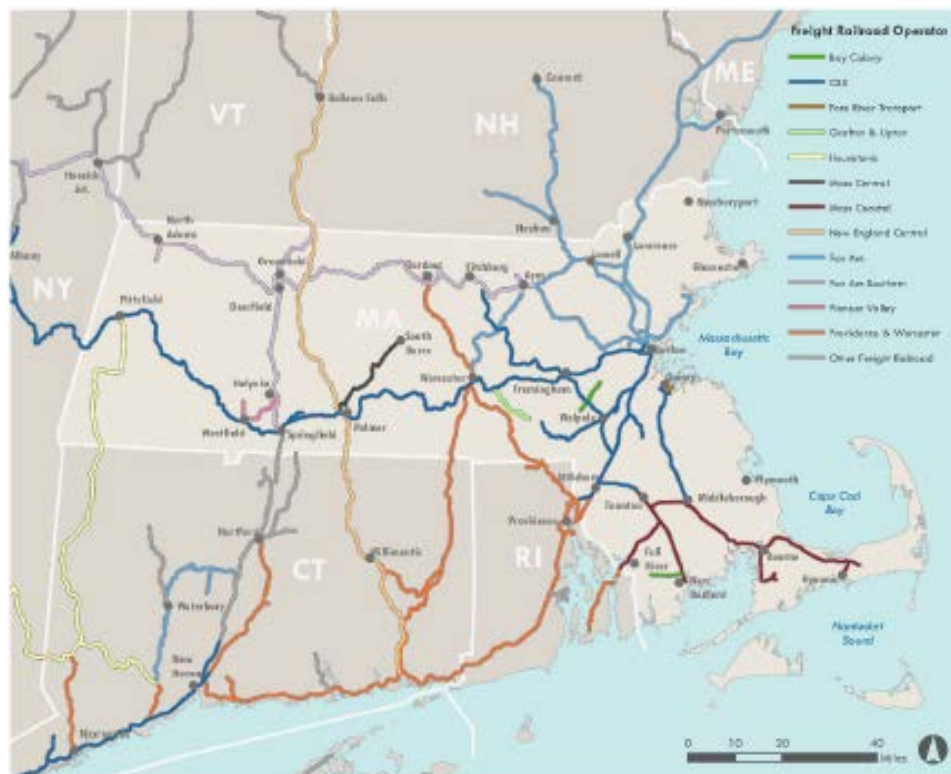 Freight Railroad Operator
Bay Colony
CSX
Fore River Transport
Grafton & Upton
Housatonic
Mass Central
Mass Coastal
New England Central
Pan Am
Pan Am Southern
Pioneer Valley
Providence & Worcester
Other Freight Railroad
VT
NH
ME
NY
MA
CT
RI
Bellows Falls
Concord
Portsmouth
Hoosick
Jct.
North
Adams
Nashua
Newburyport
Lawrence
Lowell
Gloucester
Albany
Greenfield
Gardner
Fitchburg
Ayer
Pittsfield
Deerfield
South
Barre
Boston
Massachusetts
Bay
Holyoke
Worcester
Framingham
Quincy
Westfield
Springfield
Palmer
Walpole
Attleboro
Taunton
Middleborough
Plymouth
Cape Cod
Bay
Hartford
Providence
Willimantic
Fall
River
New
Bedford
Bourne
Hyannis
Waterbury
New
Haven
Nantucket
Sound
Norwalk
0 10 20 40
Miles